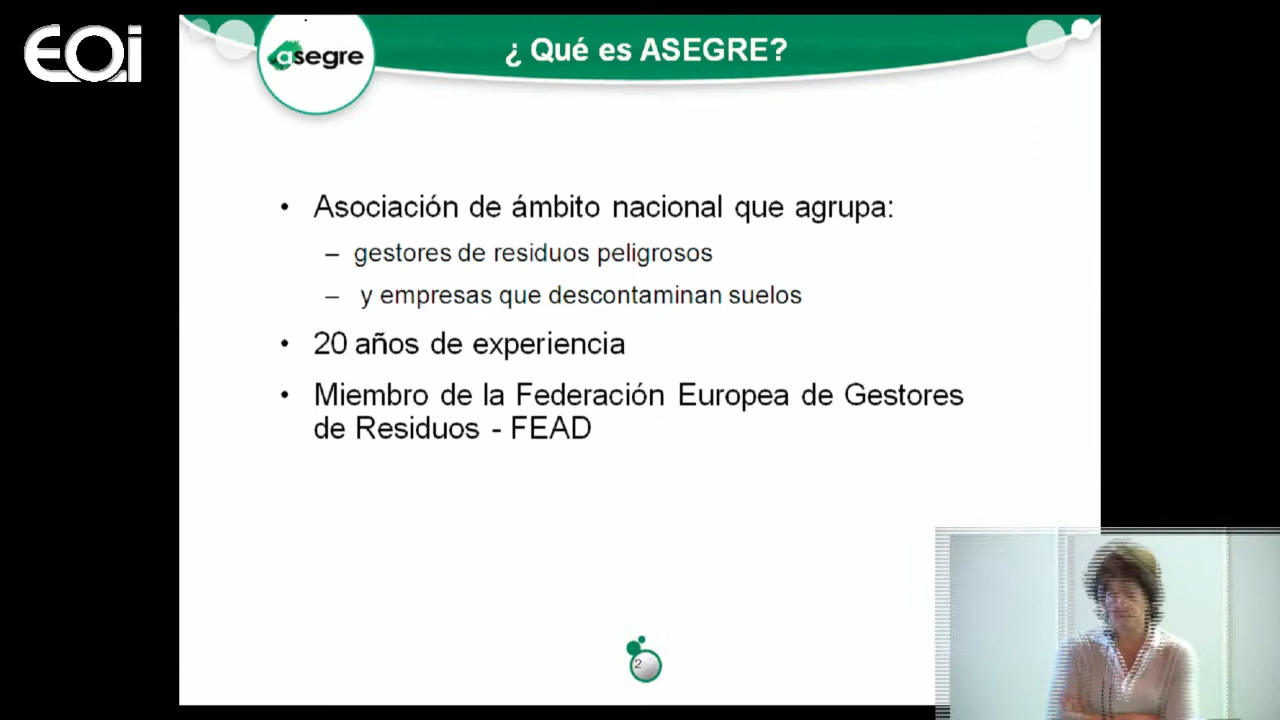 EOi
asegre
¿ Qué es ASEGRE?
• Asociación de ámbito nacional que agrupa:
– gestores de residuos peligrosos
– y empresas que descontaminan suelos
• 20 años de experiencia
• Miembro de la Federación Europea de Gestores
de Residuos - FEAD
2